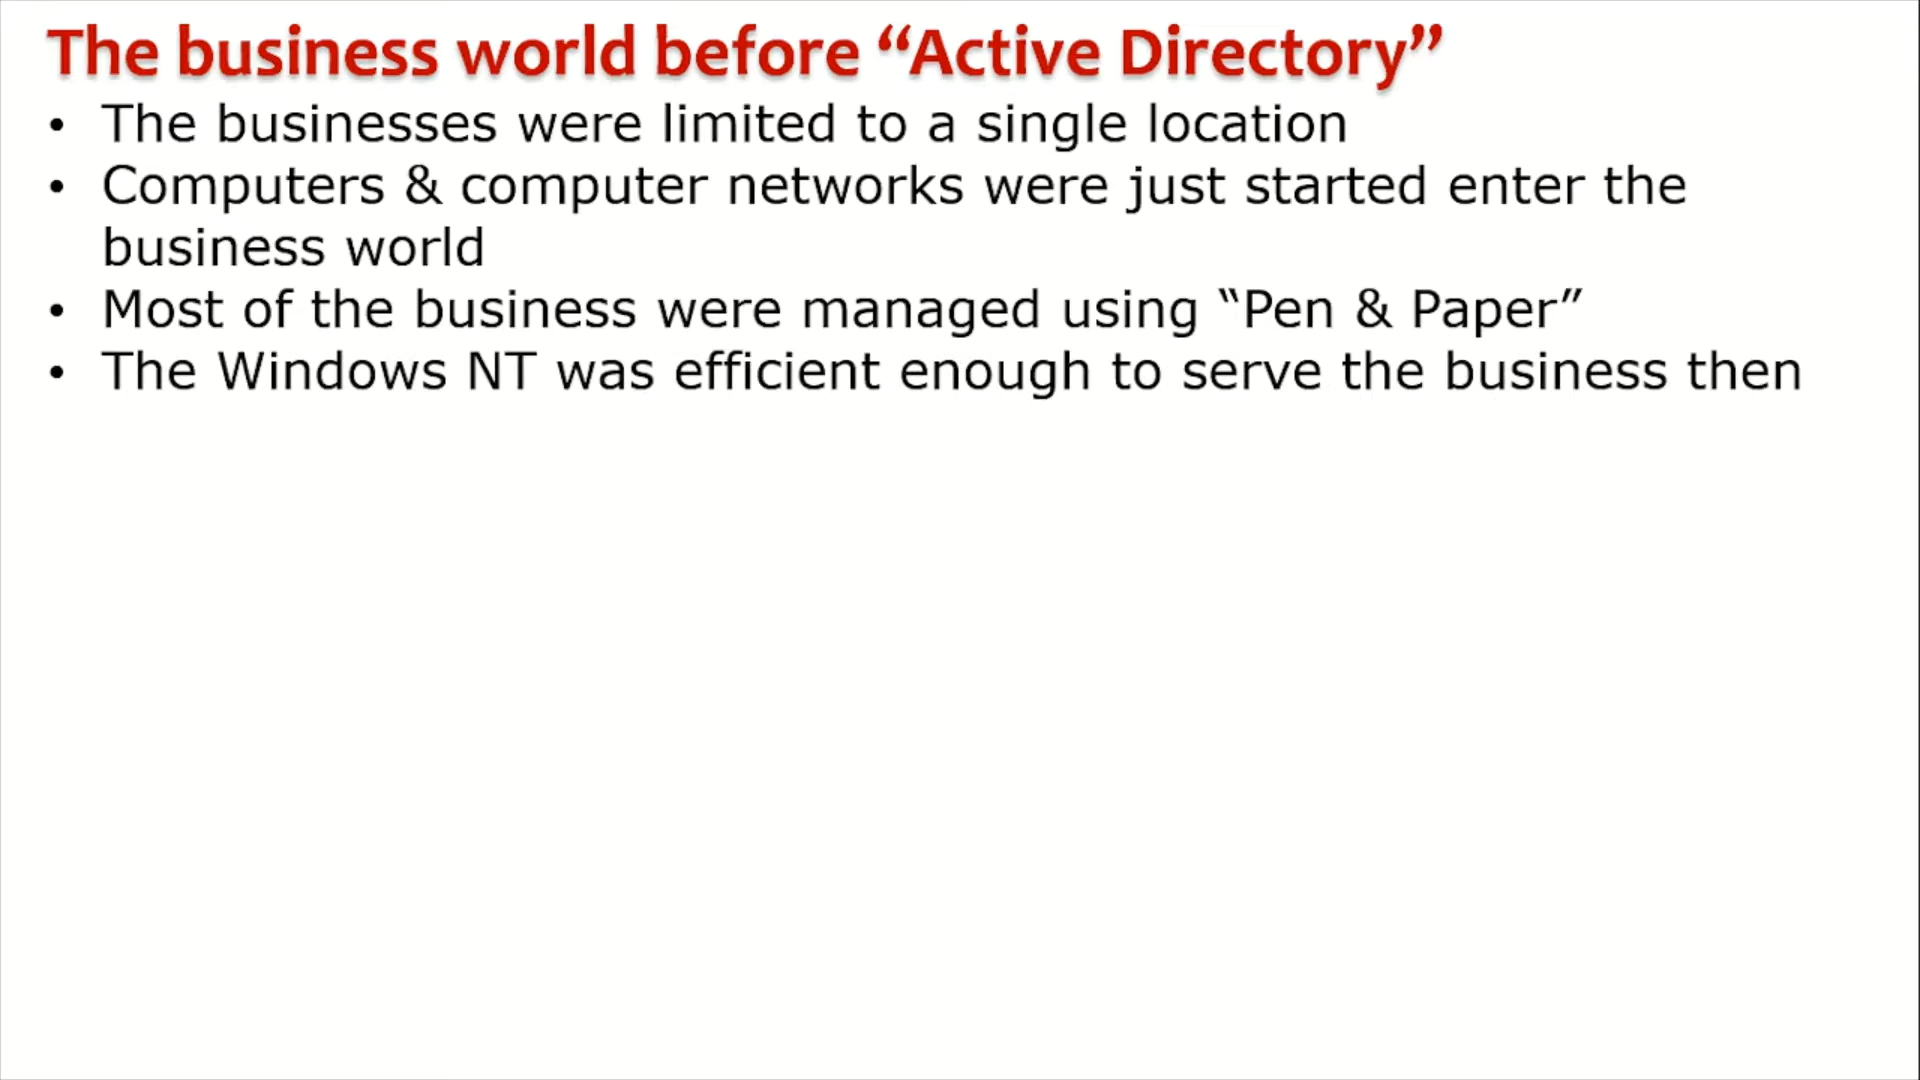 The business world before “Active Directory”
• The businesses were limited to a single location
• Computers & computer networks were just started enter the
business world
• Most of the business were managed using “Pen & Paper”
• The Windows NT was efficient enough to serve the business then